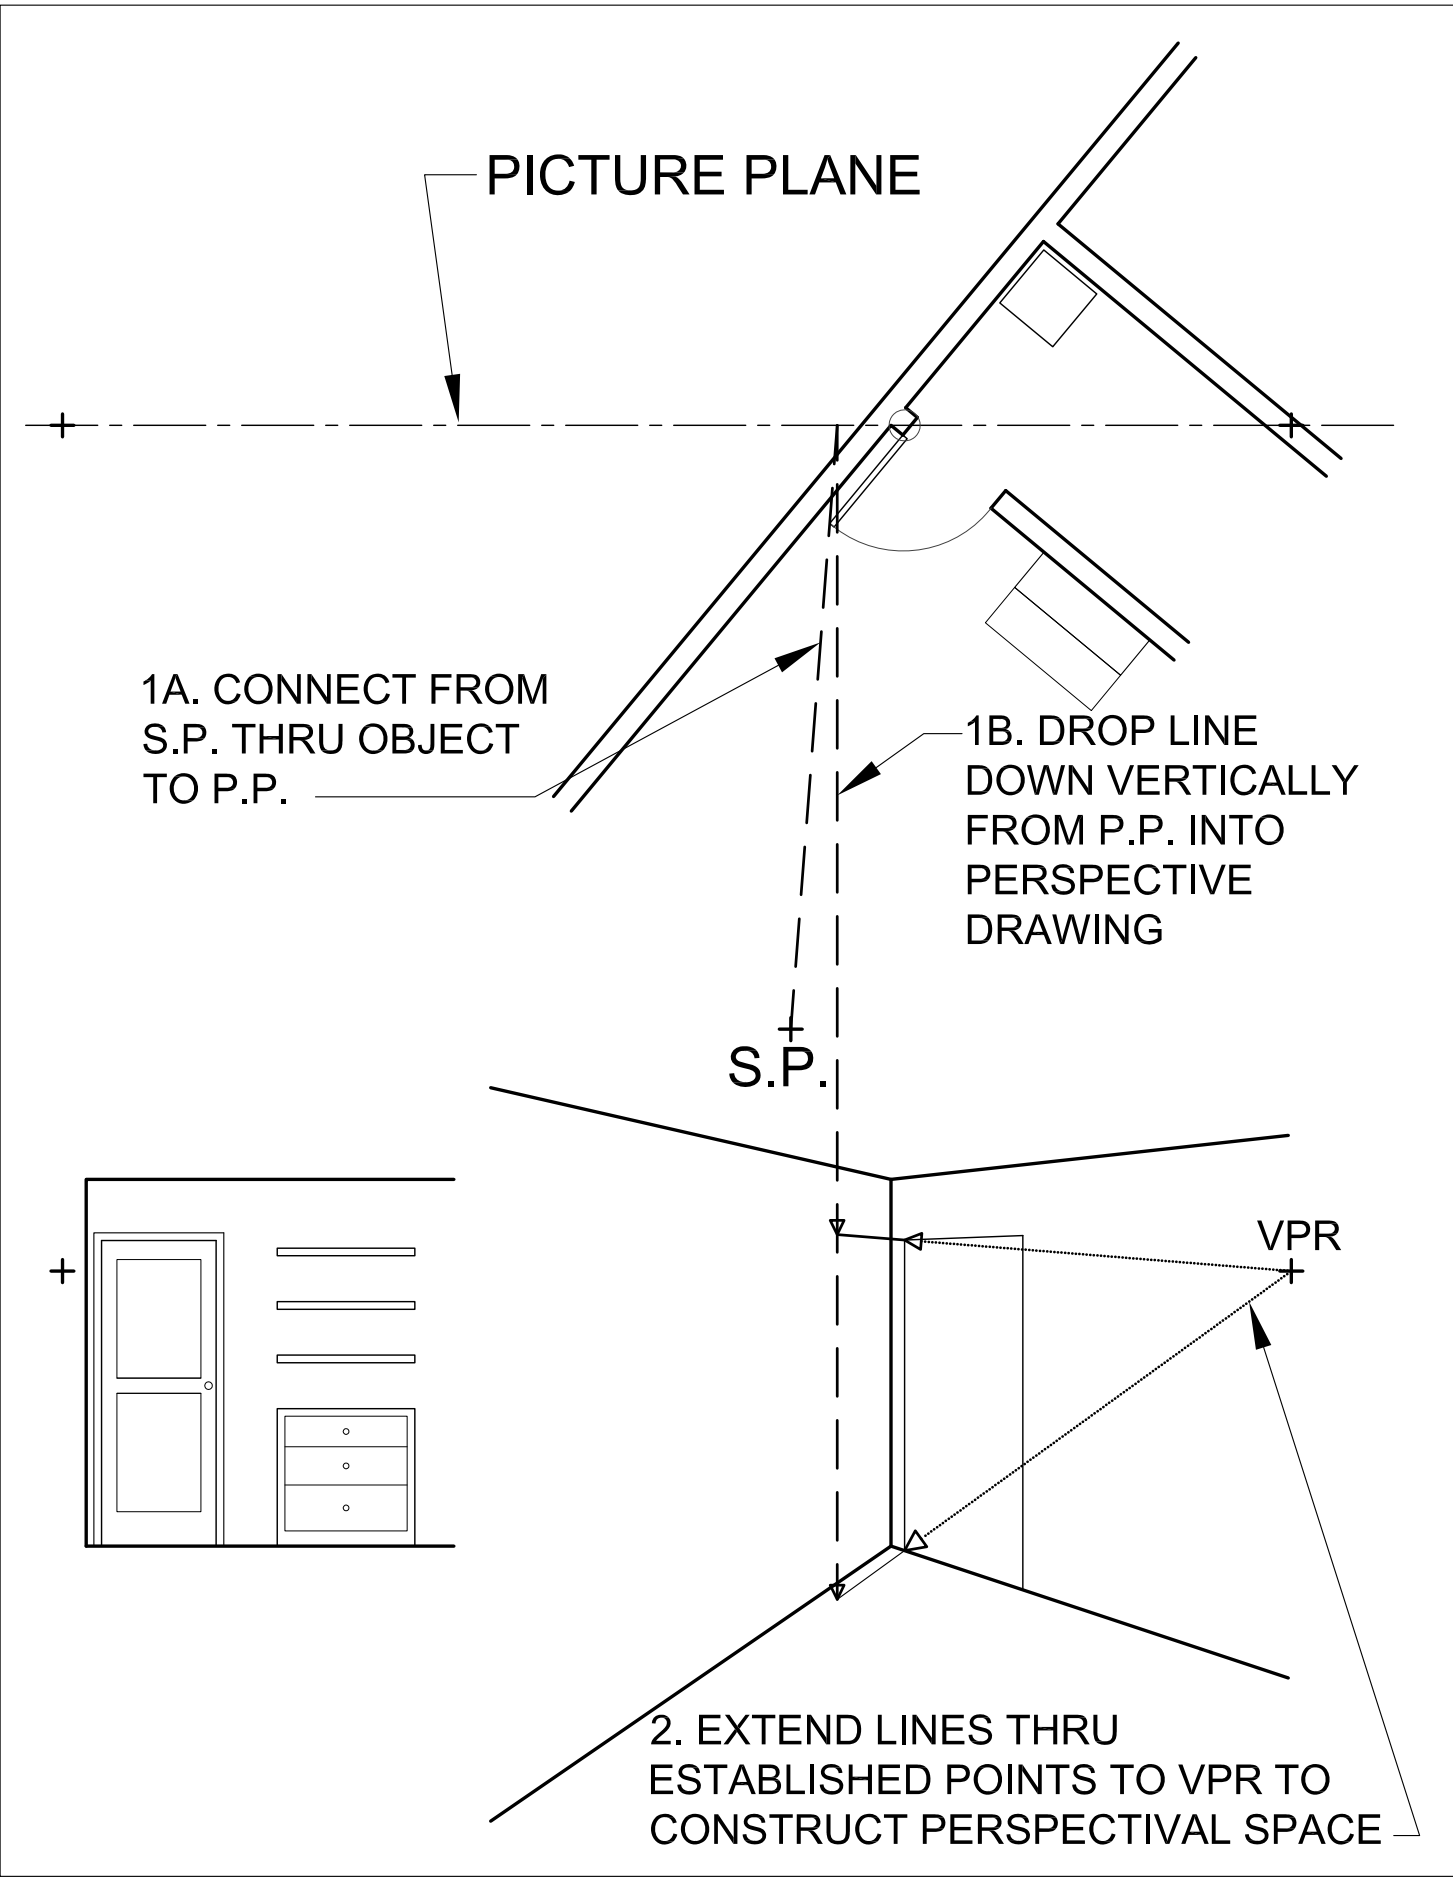 PICTURE PLANE
1A. CONNECT FROM
S.P. THRU OBJECT
TO P.P.
1B. DROP LINE
DOWN VERTICALLY
FROM P.P. INTO
PERSPECTIVE
DRAWING
S.P.
VPR
2. EXTEND LINES THRU
ESTABLISHED POINTS TO VPR TO
CONSTRUCT PERSPECTIVAL SPACE